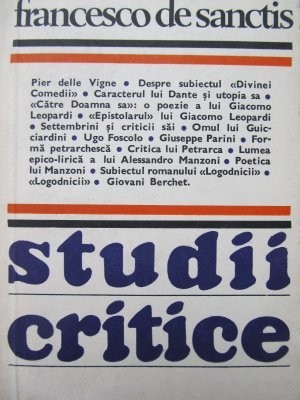 francesco de sanctis
Pier delle Vigne • Despre subiectul «Divinei
Comedii» • Caracterul lui Dante și utopia sa •
«Către Doamna sa»: o poezie a lui Giacomo
Leopardi • «Epistolarul» lui Giacomo Leopardi
• Settembrini și criticii săi • Omul lui Guic-
ciardini • Ugo Foscolo • Giuseppe Parini • For-
mă petrarchescă • Critica lui Petrarca • Lumea
epico-lirică a lui Alessandro Manzoni • Poetica
lui Manzoni • Subiectul romanului «Logodnicii» •
«Logodnicii» • Giovani Berchet.
studii
critice